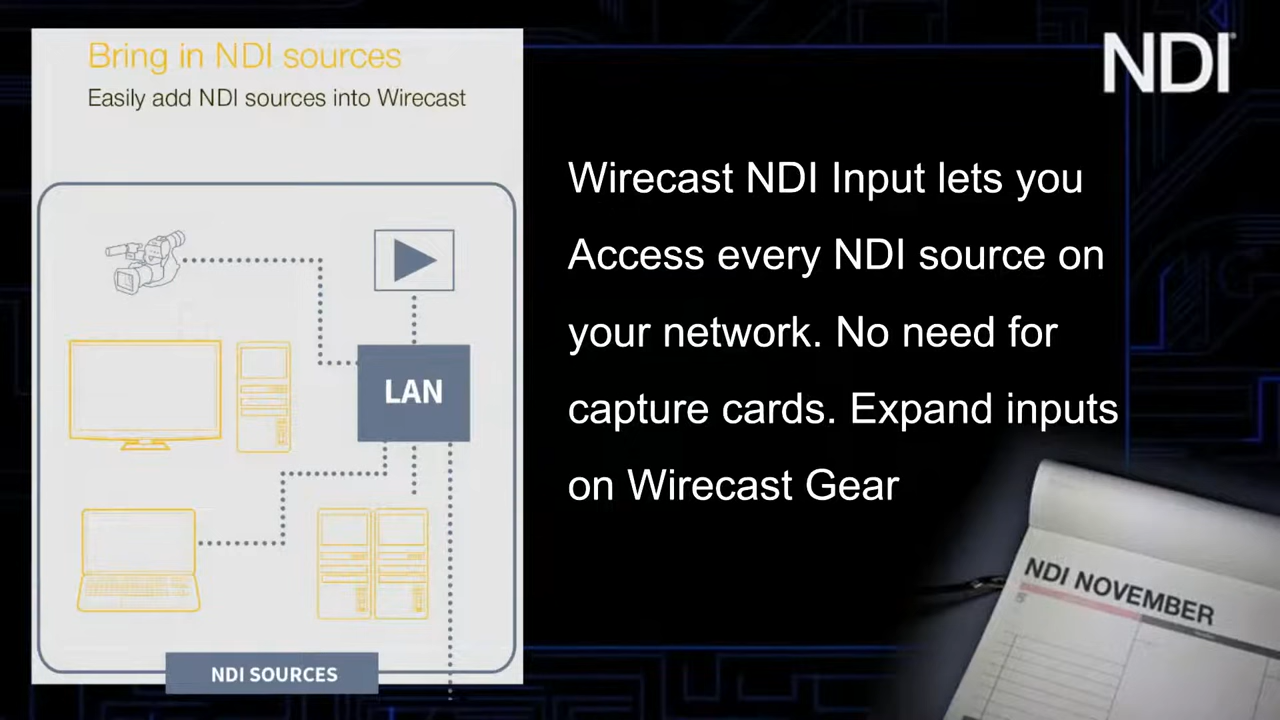 Bring in NDI sources
Easily add NDI sources into Wirecast
LAN
NDI SOURCES
NDI
Wirecast NDI Input lets you
Access every NDI source on
your network. No need for
capture cards. Expand inputs
on Wirecast Gear
NDI NOVEMBER